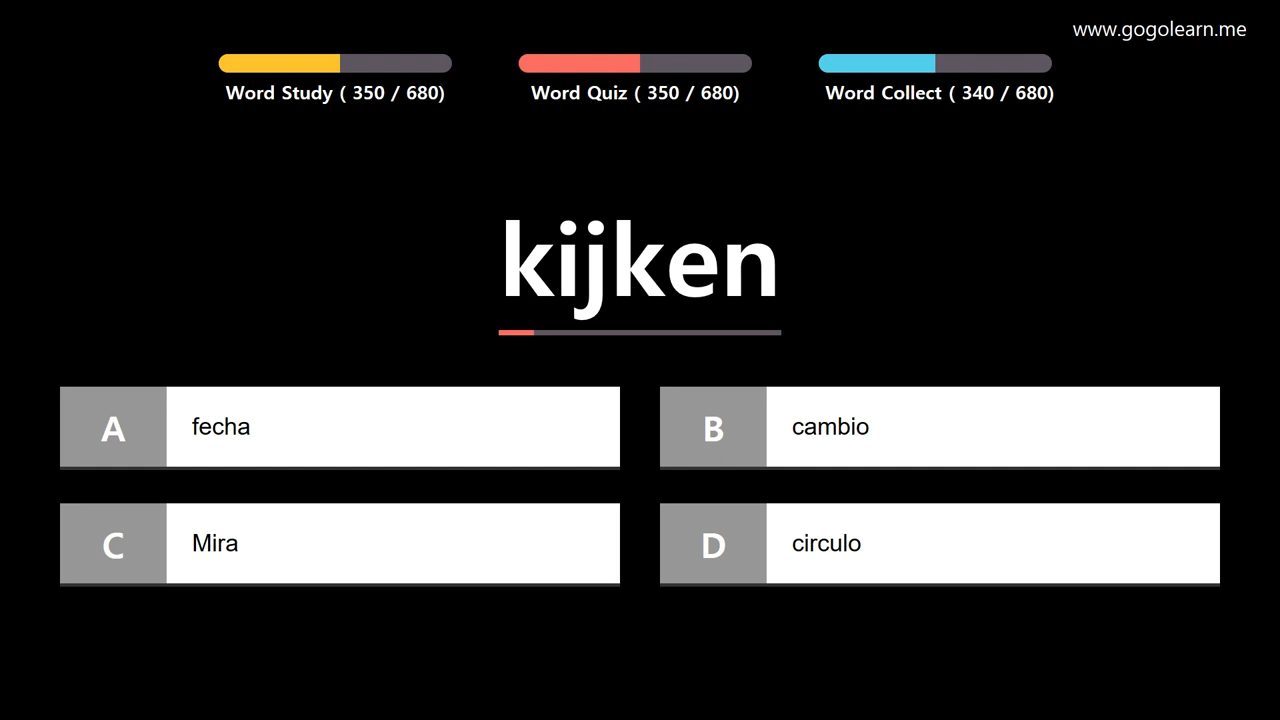 www.gogolearn.me
Word Study ( 350 / 680)
Word Quiz ( 350 / 680)
Word Collect ( 340 / 680)
kijken
A fecha
B cambio
C Mira
D circulo